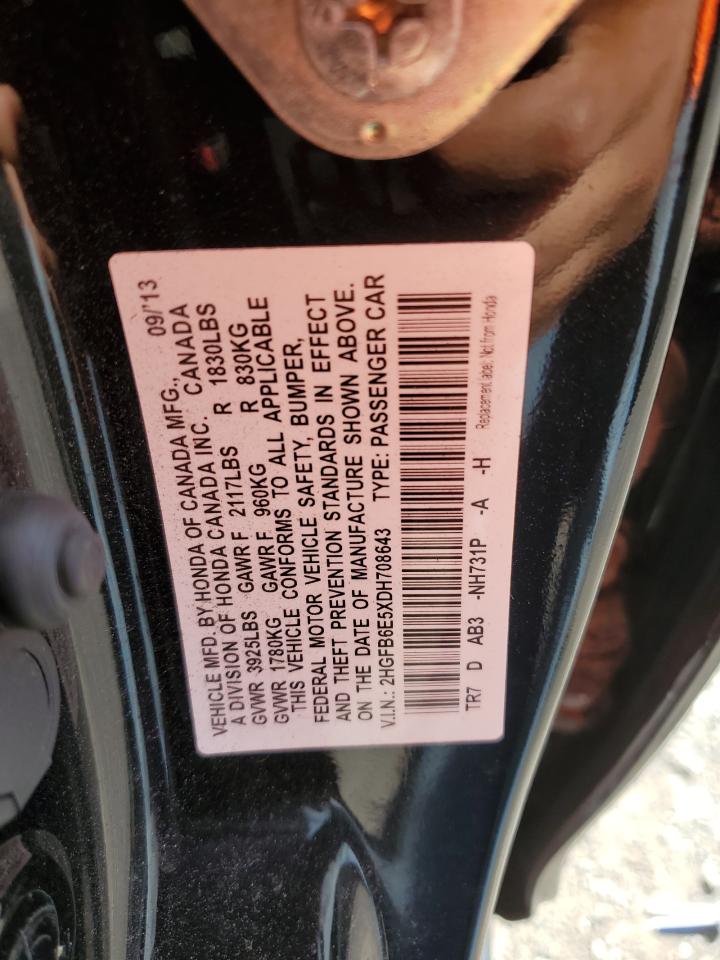 VEHICLE MFD. BY HONDA OF CANADA MFG., 09/'13
A DIVISION OF HONDA CANADA INC. CANADA
GVWR 3925LBS GAWR F 2117LBS R 1830LBS
GVWR 1780KG GAWR F 960KG R 830KG
THIS VEHICLE CONFORMS TO ALL APPLICABLE
FEDERAL MOTOR VEHICLE SAFETY, BUMPER,
AND THEFT PREVENTION STANDARDS IN EFFECT
ON THE DATE OF MANUFACTURE SHOWN ABOVE.
V.I.N.: 2HGFB6E5XDH708643 TYPE: PASSENGER CAR
TR7 D AB3 -NH731P -A -H Replacement label: Not from Honda